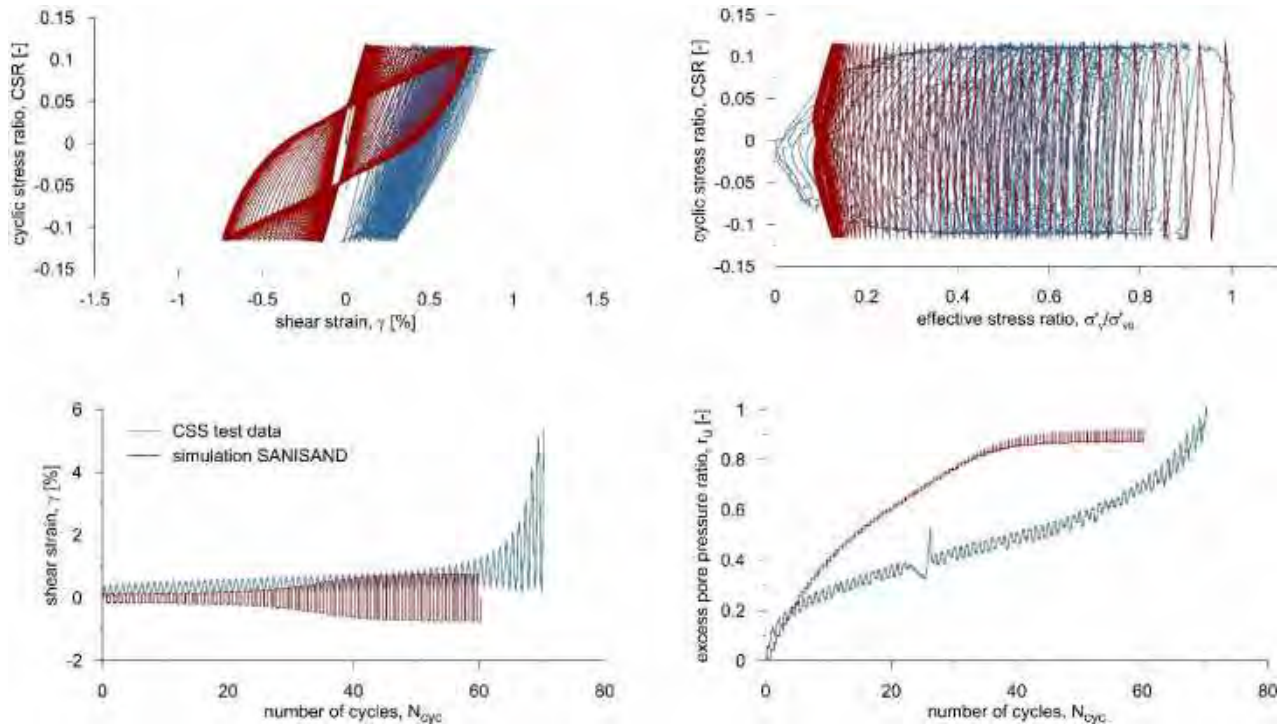 0.15
0.1
0.05
0
-0.05
-0.1
-0.15
cyclic stress ratio, CSR [-]
-1.5 -1 -0.5 0 0.5 1 1.5
shear strain, γ [%]
0.15
0.1
0.05
0
-0.05
-0.1
-0.15
cyclic stress ratio, CSR [-]
0 0.2 0.4 0.6 0.8 1
effective stress ratio, σ'v/σ'v0
6
4
2
0
-2
shear strain, γ [%]
CSS test data
simulation SANISAND
0 20 40 60 80
number of cycles, Ncyc
1
0.8
0.6
0.4
0.2
0
excess pore pressure ratio, ru [-]
0 20 40 60 80
number of cycles, Ncyc